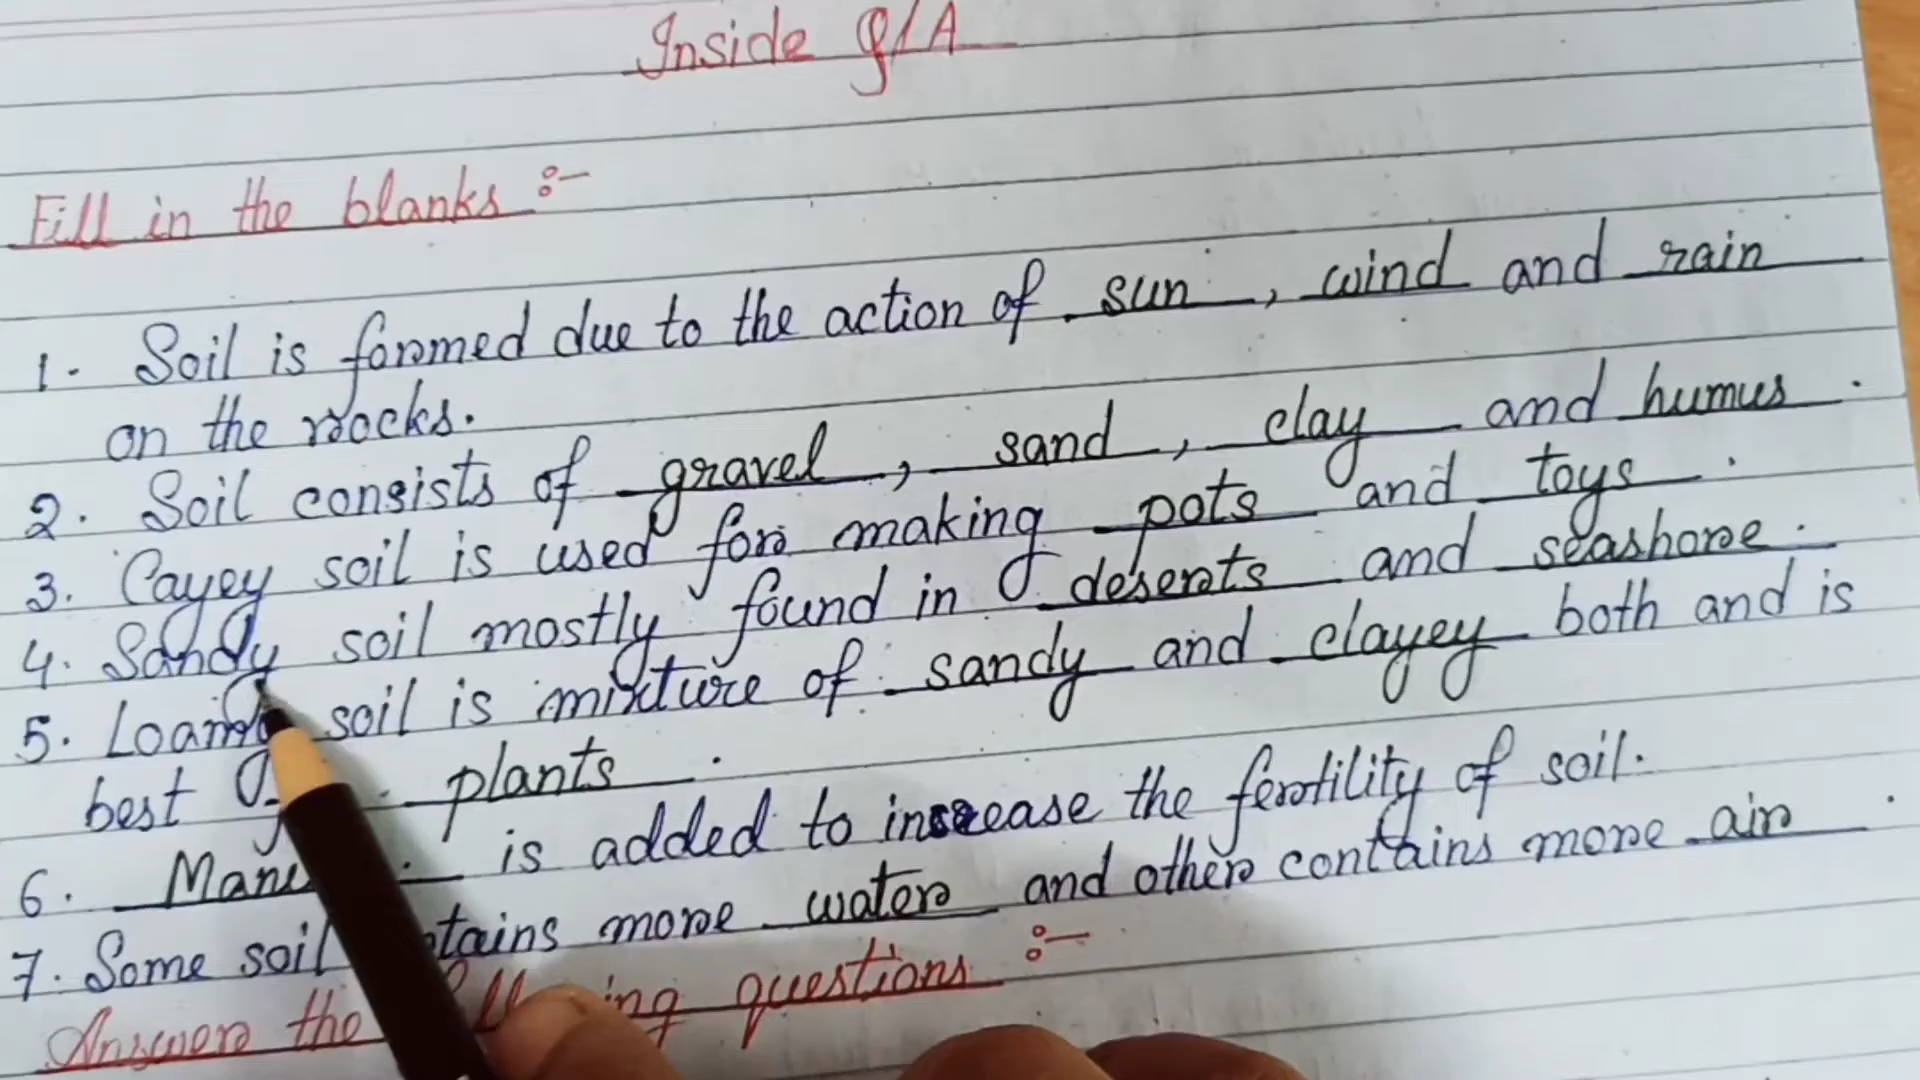 Inside Q/A
Fill in the blanks :-
1. Soil is formed due to the action of sun, wind and rain
on the rocks.
2. Soil consists of gravel, sand, clay and humus.
3. Cayey soil is used for making pots and toys.
4. Sandy soil mostly found in deserts and seashore.
5. Loamy soil is mixture of sandy and clayey both and is
best plants.
6. is added to increase the fertility of soil.
7. Some soil more water and other contains more air.
Answer the questions :-